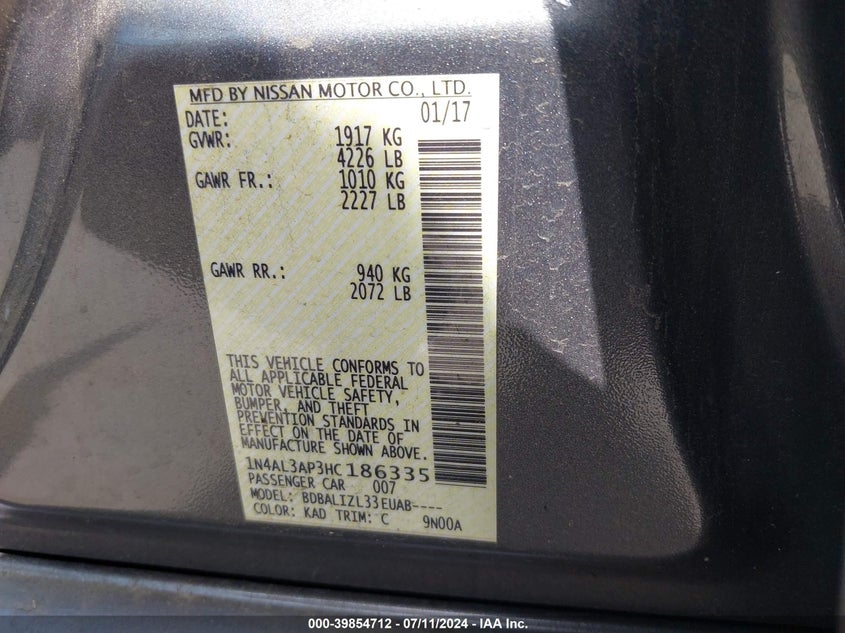 MFD BY NISSAN MOTOR CO., LTD.
DATE: 01/17
GVWR: 1917 KG
4226 LB
GAWR FR.: 1010 KG
2227 LB
GAWR RR.: 940 KG
2072 LB
THIS VEHICLE CONFORMS TO
ALL APPLICABLE FEDERAL
MOTOR VEHICLE SAFETY,
BUMPER, AND THEFT
PREVENTION STANDARDS IN
EFFECT ON THE DATE OF
MANUFACTURE SHOWN ABOVE.
1N4AL3AP3HC186335
PASSENGER CAR 007
MODEL: BDBALIZL33EUAB----
COLOR: KAD TRIM: C 9N00A
000-39854712 - 07/11/2024 - IAA Inc.